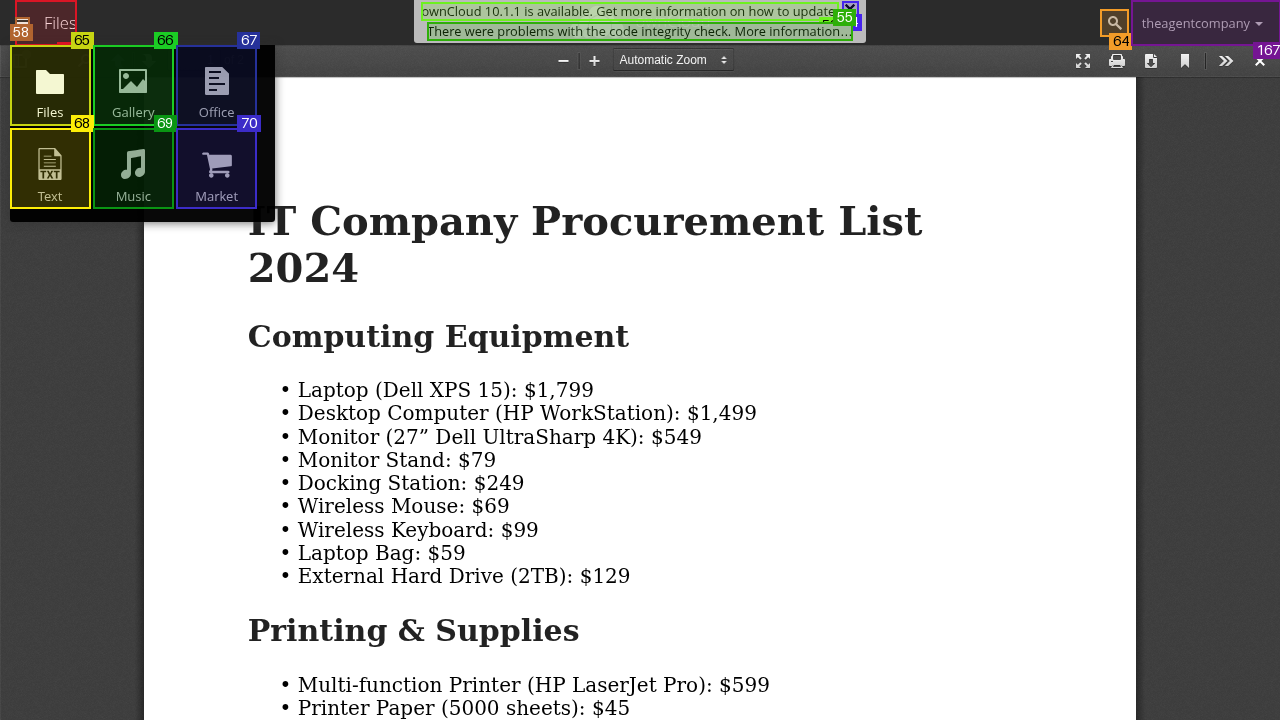 Files
ownCloud 10.1.1 is available. Get more information on how to update
There were problems with the code integrity check. More information…
theagentcompany
58
55
64
167
65
66
67
Automatic Zoom
Files
Gallery
Office
68
69
70
Text
Music
Market
TXT
IT Company Procurement List
2024
Computing Equipment
• Laptop (Dell XPS 15): $1,799
• Desktop Computer (HP WorkStation): $1,499
• Monitor (27” Dell UltraSharp 4K): $549
• Monitor Stand: $79
• Docking Station: $249
• Wireless Mouse: $69
• Wireless Keyboard: $99
• Laptop Bag: $59
• External Hard Drive (2TB): $129
Printing & Supplies
• Multi-function Printer (HP LaserJet Pro): $599
• Printer Paper (5000 sheets): $45